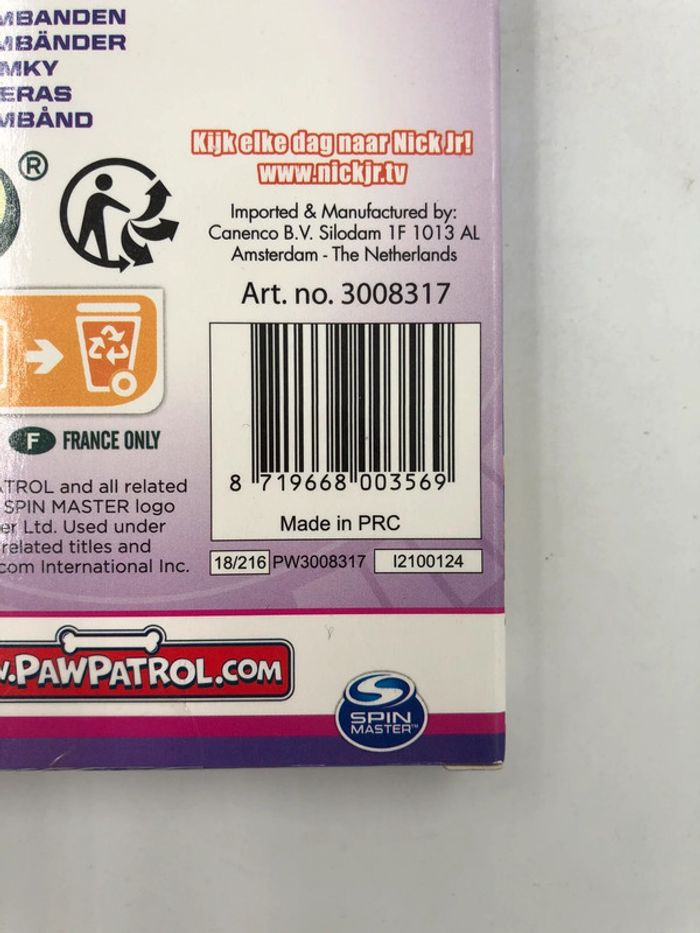 MBANDEN
MBÄNDER
MKY
ERAS
MBÅND
®
Kijk elke dag naar Nick Jr!
www.nickjr.tv
Imported & Manufactured by:
Canenco B.V. Silodam 1F 1013 AL
Amsterdam - The Netherlands
Art. no. 3008317
F FRANCE ONLY
8 719668 003569
Made in PRC
TROL and all related
SPIN MASTER logo
er Ltd. Used under
related titles and
com International Inc.
18/216 PW3008317 I2100124
.PAWPATROL.COM
SPIN
MASTER™